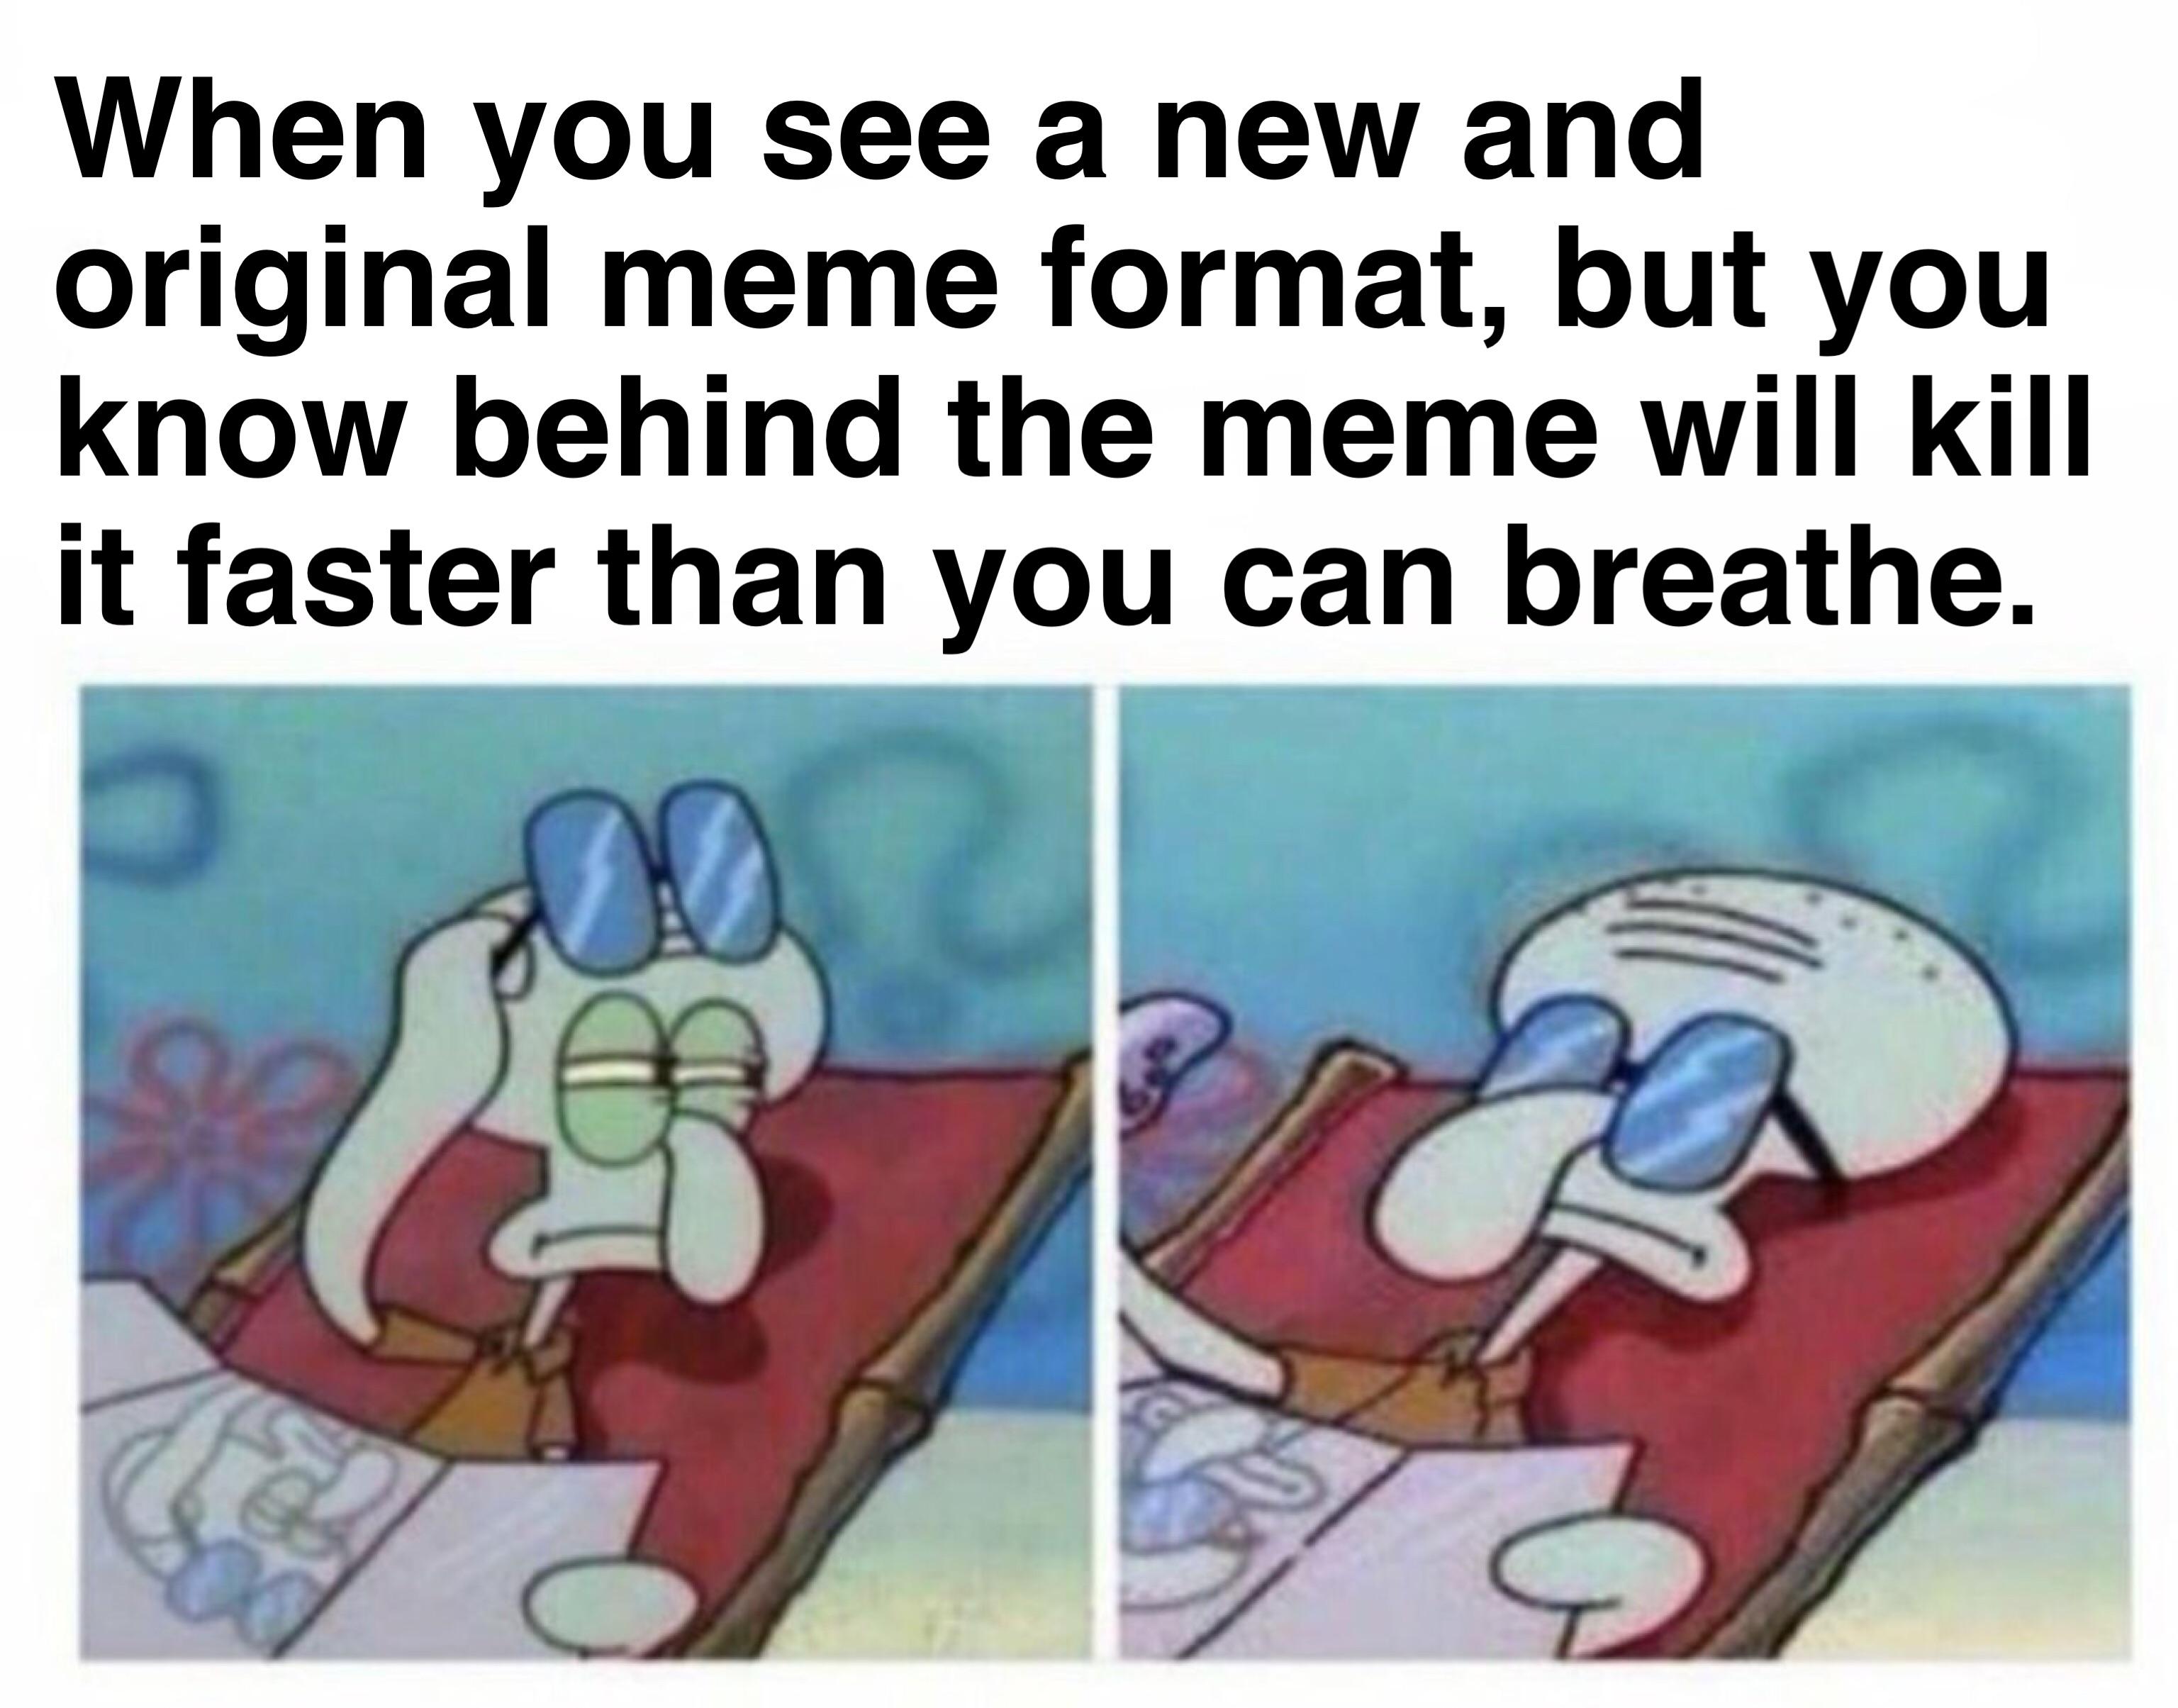 When you see a new and
original meme format, but you
know behind the meme will kill
it faster than you can breathe.